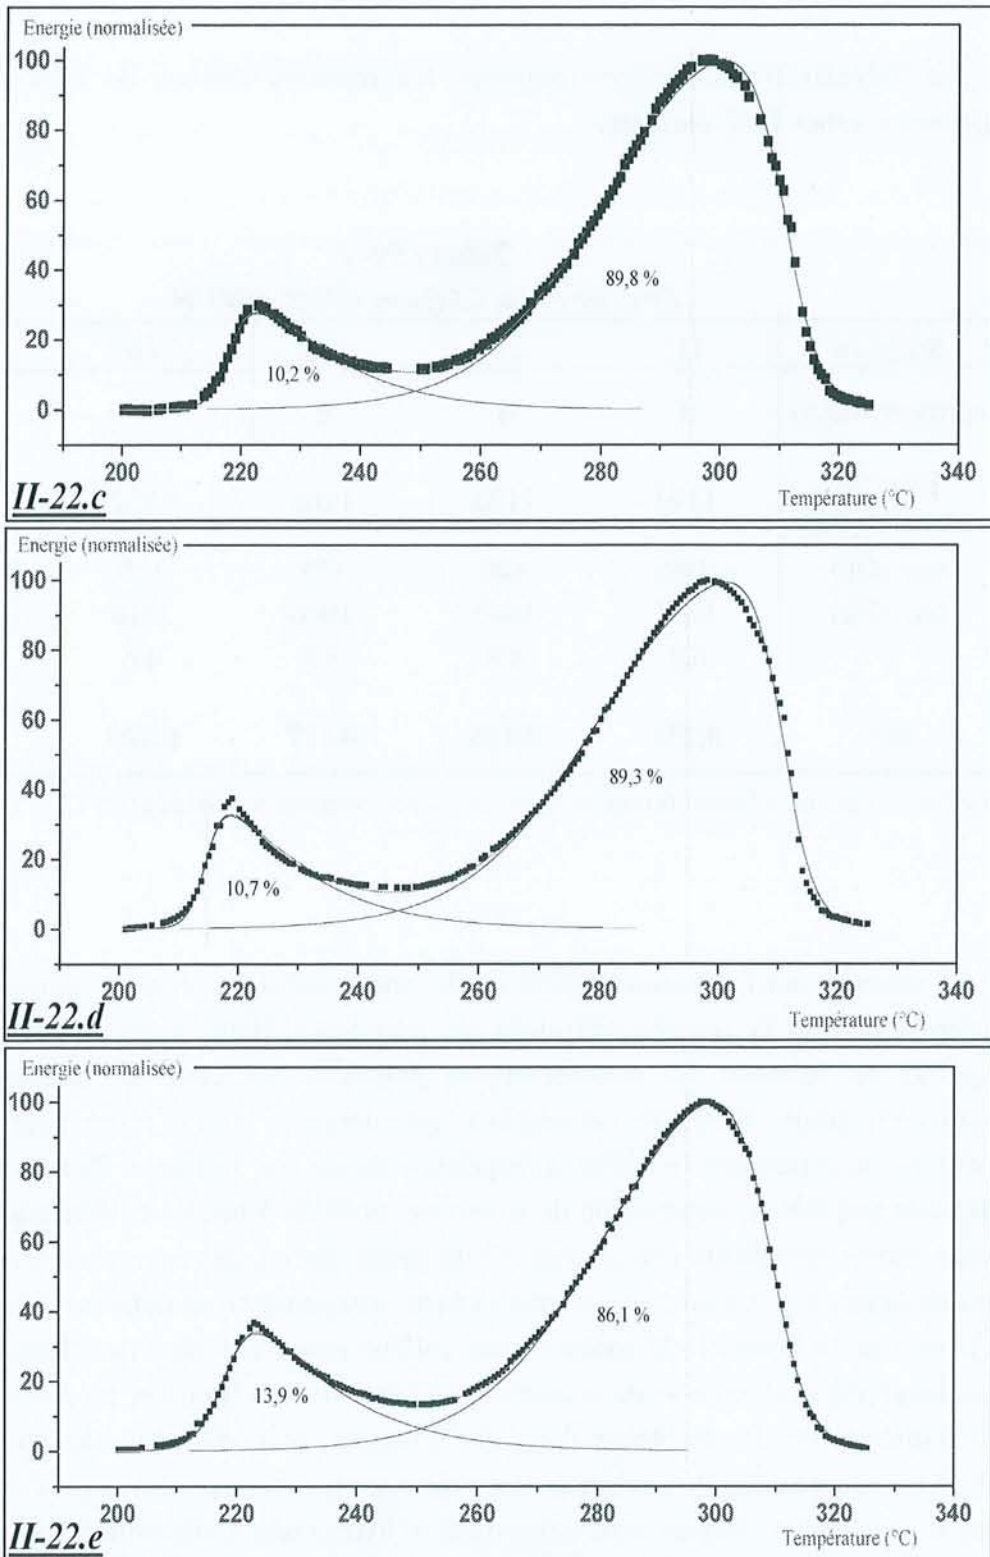 Energie (normalisée)
100
80
60
40
20
0
89,8 %
10,2 %
200 220 240 260 280 300 320 340
Température (°C)
II-22.c
Energie (normalisée)
100
80
60
40
20
0
89,3 %
10,7 %
200 220 240 260 280 300 320 340
Température (°C)
II-22.d
Energie (normalisée)
100
80
60
40
20
0
86,1 %
13,9 %
200 220 240 260 280 300 320 340
Température (°C)
II-22.e